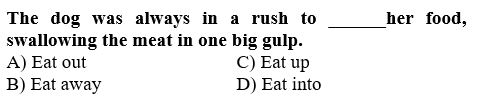 The dog was always in a rush to ______her food,
swallowing the meat in one big gulp.
A) Eat out C) Eat up
B) Eat away D) Eat into